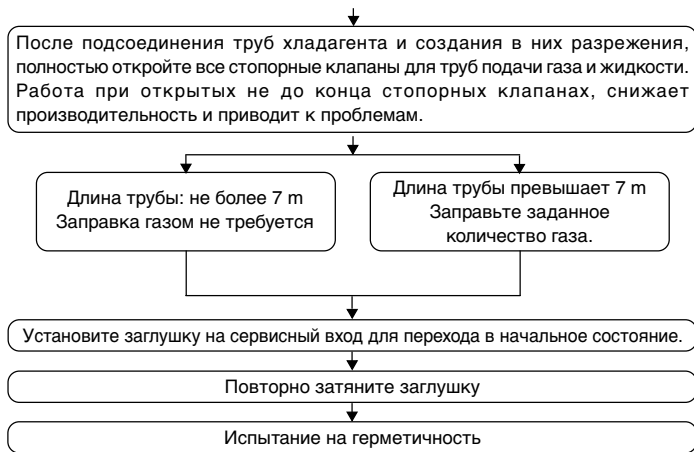 После подсоединения труб хладагента и создания в них разрежения,
полностью откройте все стопорные клапаны для труб подачи газа и жидкости.
Работа при открытых не до конца стопорных клапанах, снижает
производительность и приводит к проблемам.
Длина трубы: не более 7 m
Заправка газом не требуется
Длина трубы превышает 7 m
Заправьте заданное
количество газа.
Установите заглушку на сервисный вход для перехода в начальное состояние.
Повторно затяните заглушку
Испытание на герметичность